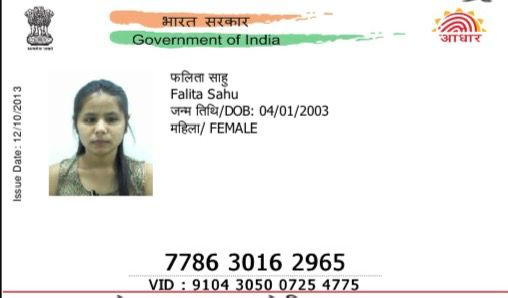 भारत सरकार
Government of India
आधार
Issue Date: 12/10/2013
फलिता साहु
Falita Sahu
जन्म तिथि/DOB: 04/01/2003
महिला/ FEMALE
7786 3016 2965
VID : 9104 3050 0725 4775